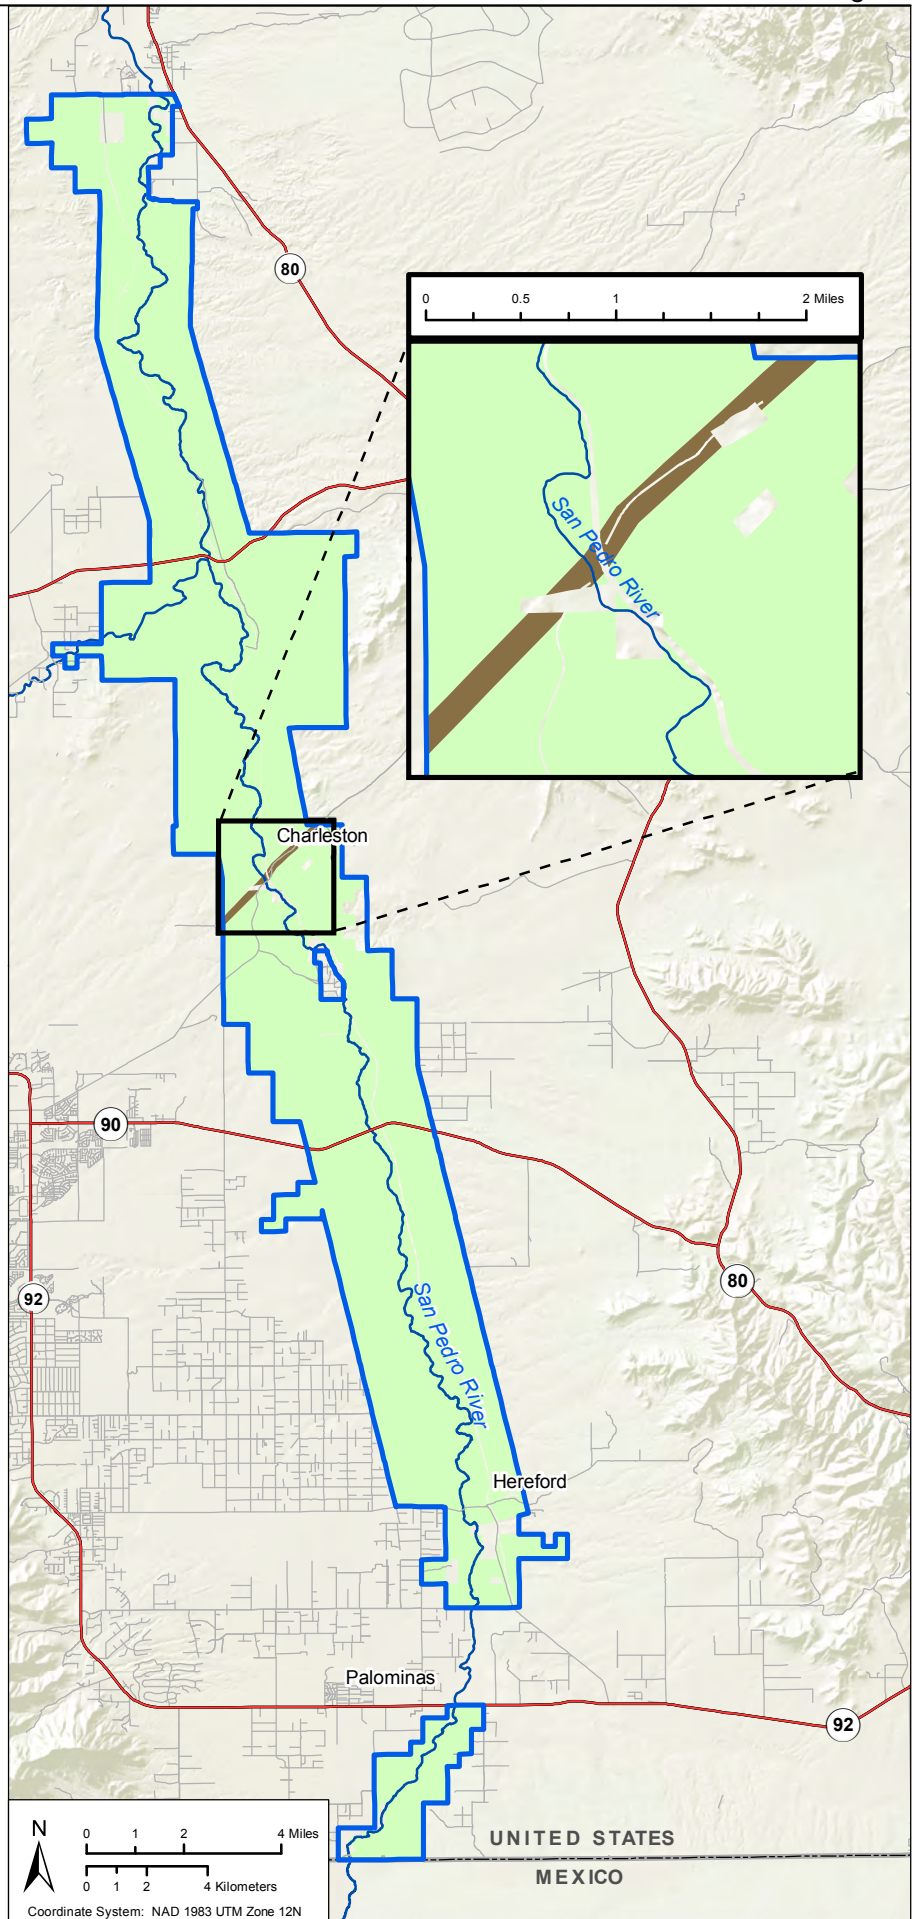 80
0 0.5 1 2 Miles
San Pedro River
Charleston
90
92
80
San Pedro River
Hereford
Palominas
92
UNITED STATES
MEXICO
N
0 1 2 4 Miles
0 1 2 4 Kilometers
Coordinate System: NAD 1983 UTM Zone 12N